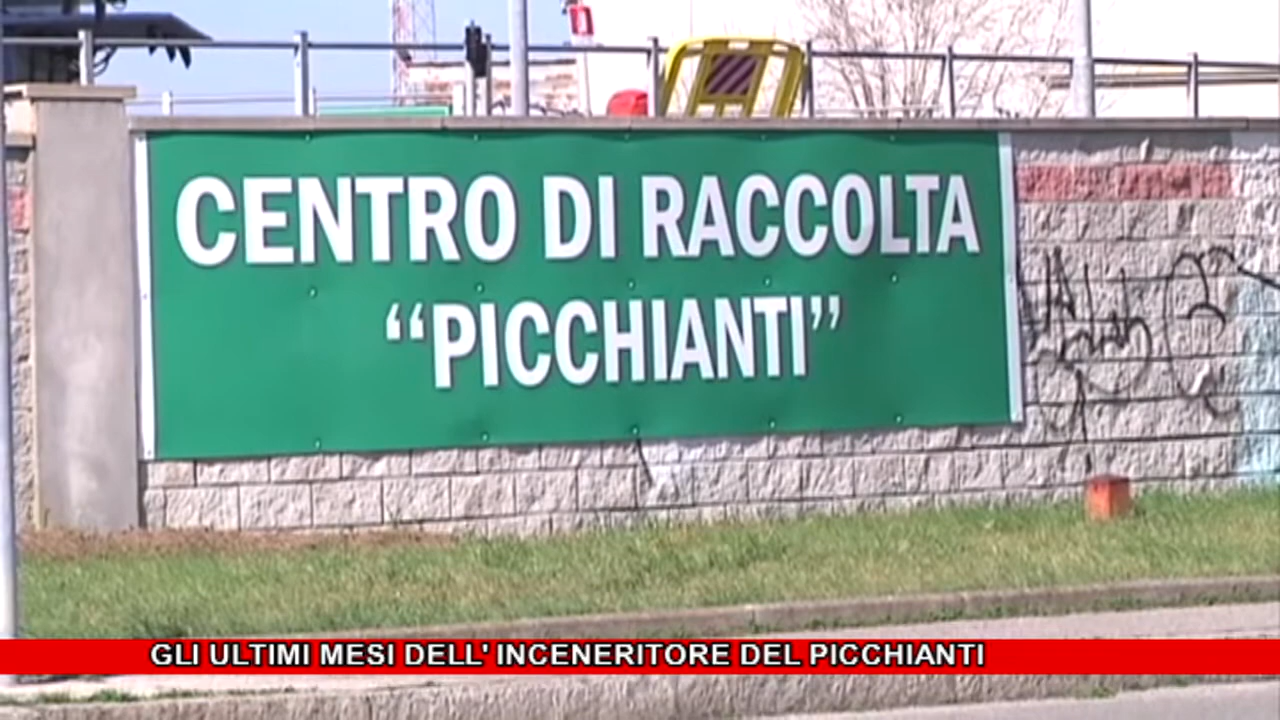 CENTRO DI RACCOLTA
“PICCHIANTI”
GLI ULTIMI MESI DELL' INCENERITORE DEL PICCHIANTI